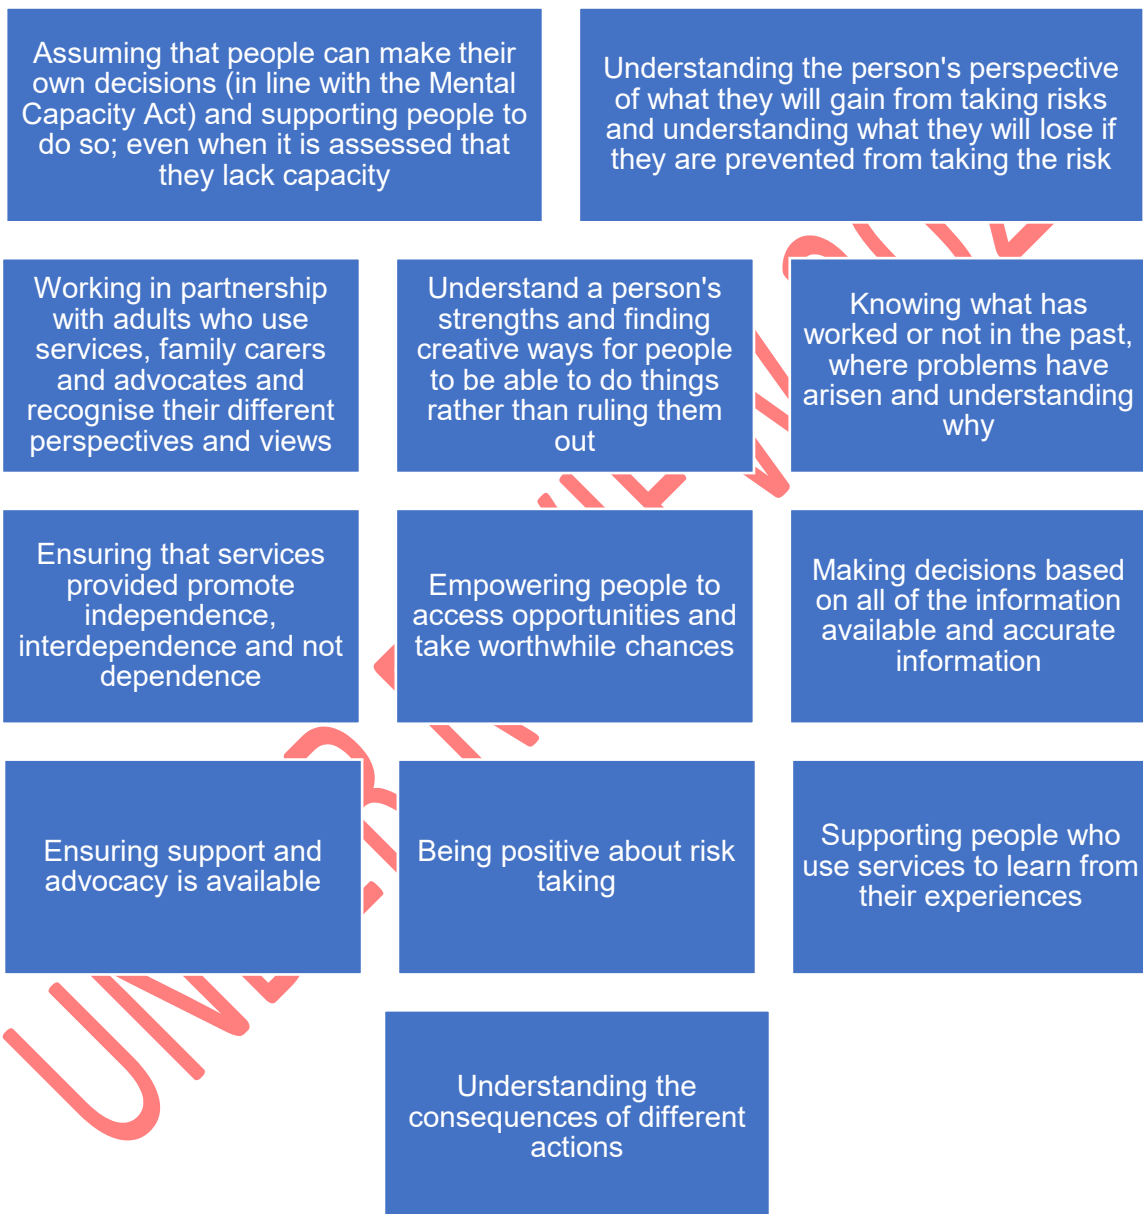 Assuming that people can make their
own decisions (in line with the Mental
Capacity Act) and supporting people to
do so; even when it is assessed that
they lack capacity
Understanding the person's perspective
of what they will gain from taking risks
and understanding what they will lose if
they are prevented from taking the risk
Working in partnership
with adults who use
services, family carers
and advocates and
recognise their different
perspectives and views
Understand a person's
strengths and finding
creative ways for people
to be able to do things
rather than ruling them
out
Knowing what has
worked or not in the past,
where problems have
arisen and understanding
why
Ensuring that services
provided promote
independence,
interdependence and not
dependence
Empowering people to
access opportunities and
take worthwhile chances
Making decisions based
on all of the information
available and accurate
information
Ensuring support and
advocacy is available
Being positive about risk
taking
Supporting people who
use services to learn from
their experiences
Understanding the
consequences of different
actions